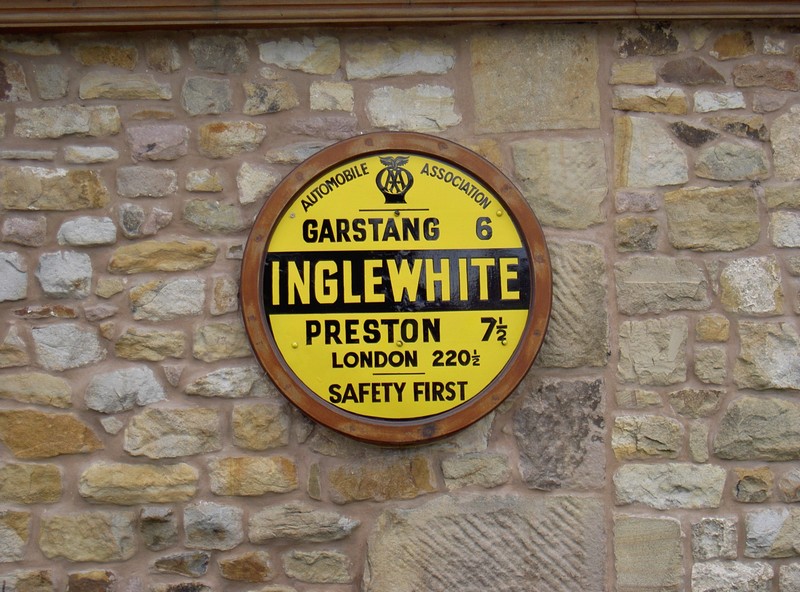 AUTOMOBILE ASSOCIATION
AA
GARSTANG 6
INGLEWHITE
PRESTON 7½
LONDON 220½
SAFETY FIRST